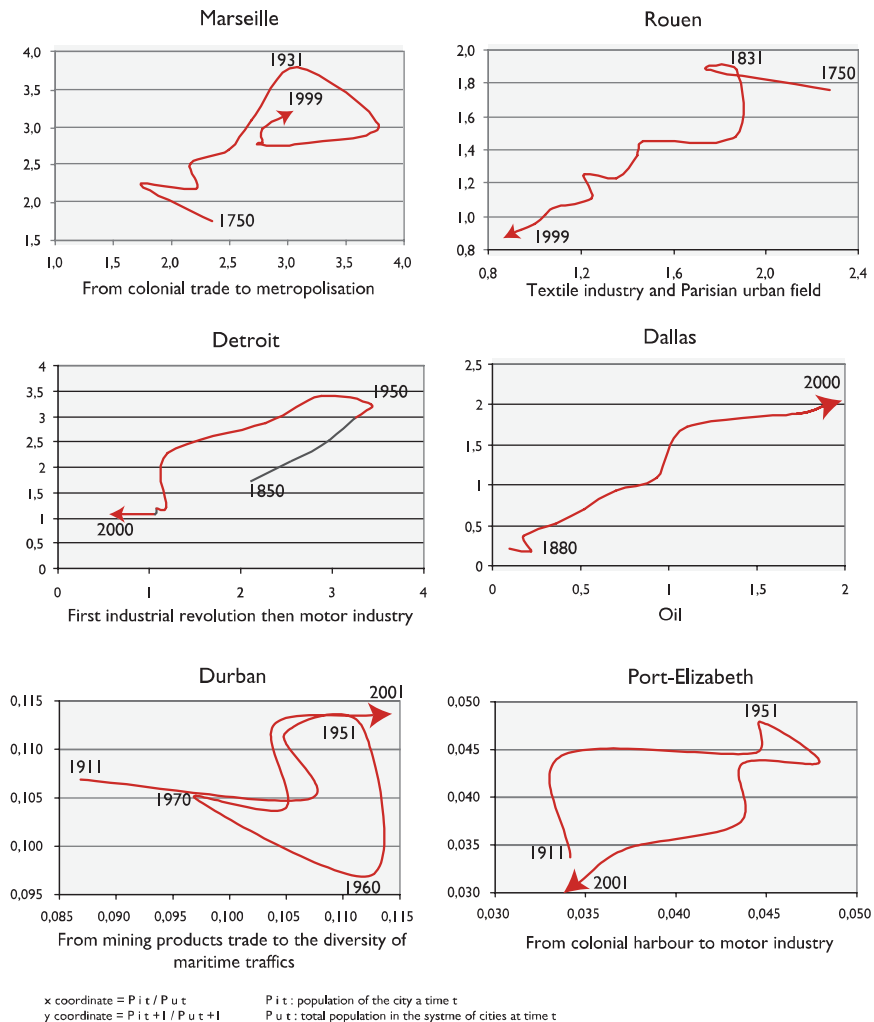 Marseille
4,0
3,5
3,0
2,5
2,0
1,5
1931
1999
1750
1,0 1,5 2,0 2,5 3,0 3,5 4,0
From colonial trade to metropolisation
Rouen
2,0
1,8
1,6
1,4
1,2
1,0
0,8
1831
1750
1999
0,8 1,2 1,6 2,0 2,4
Textile industry and Parisian urban field
Detroit
4
3,5
3
2,5
2
1,5
1
0,5
0
1950
1850
2000
0 1 2 3 4
First industrial revolution then motor industry
Dallas
2,5
2
1,5
1
0,5
0
2000
1880
0 0,5 1 1,5 2
Oil
Durban
0,115
0,110
0,105
0,100
0,095
2001
1951
1911
1970
1960
0,085 0,090 0,095 0,100 0,105 0,110 0,115
From mining products trade to the diversity of
maritime traffics
Port-Elizabeth
0,050
0,045
0,040
0,035
0,030
1951
1911
2001
0,030 0,035 0,040 0,045 0,050
From colonial harbour to motor industry
x coordinate = P i t / P u t P i t : population of the city a time t
y coordinate = P i t +1 / P u t +1 P u t : total population in the systme of cities at time t